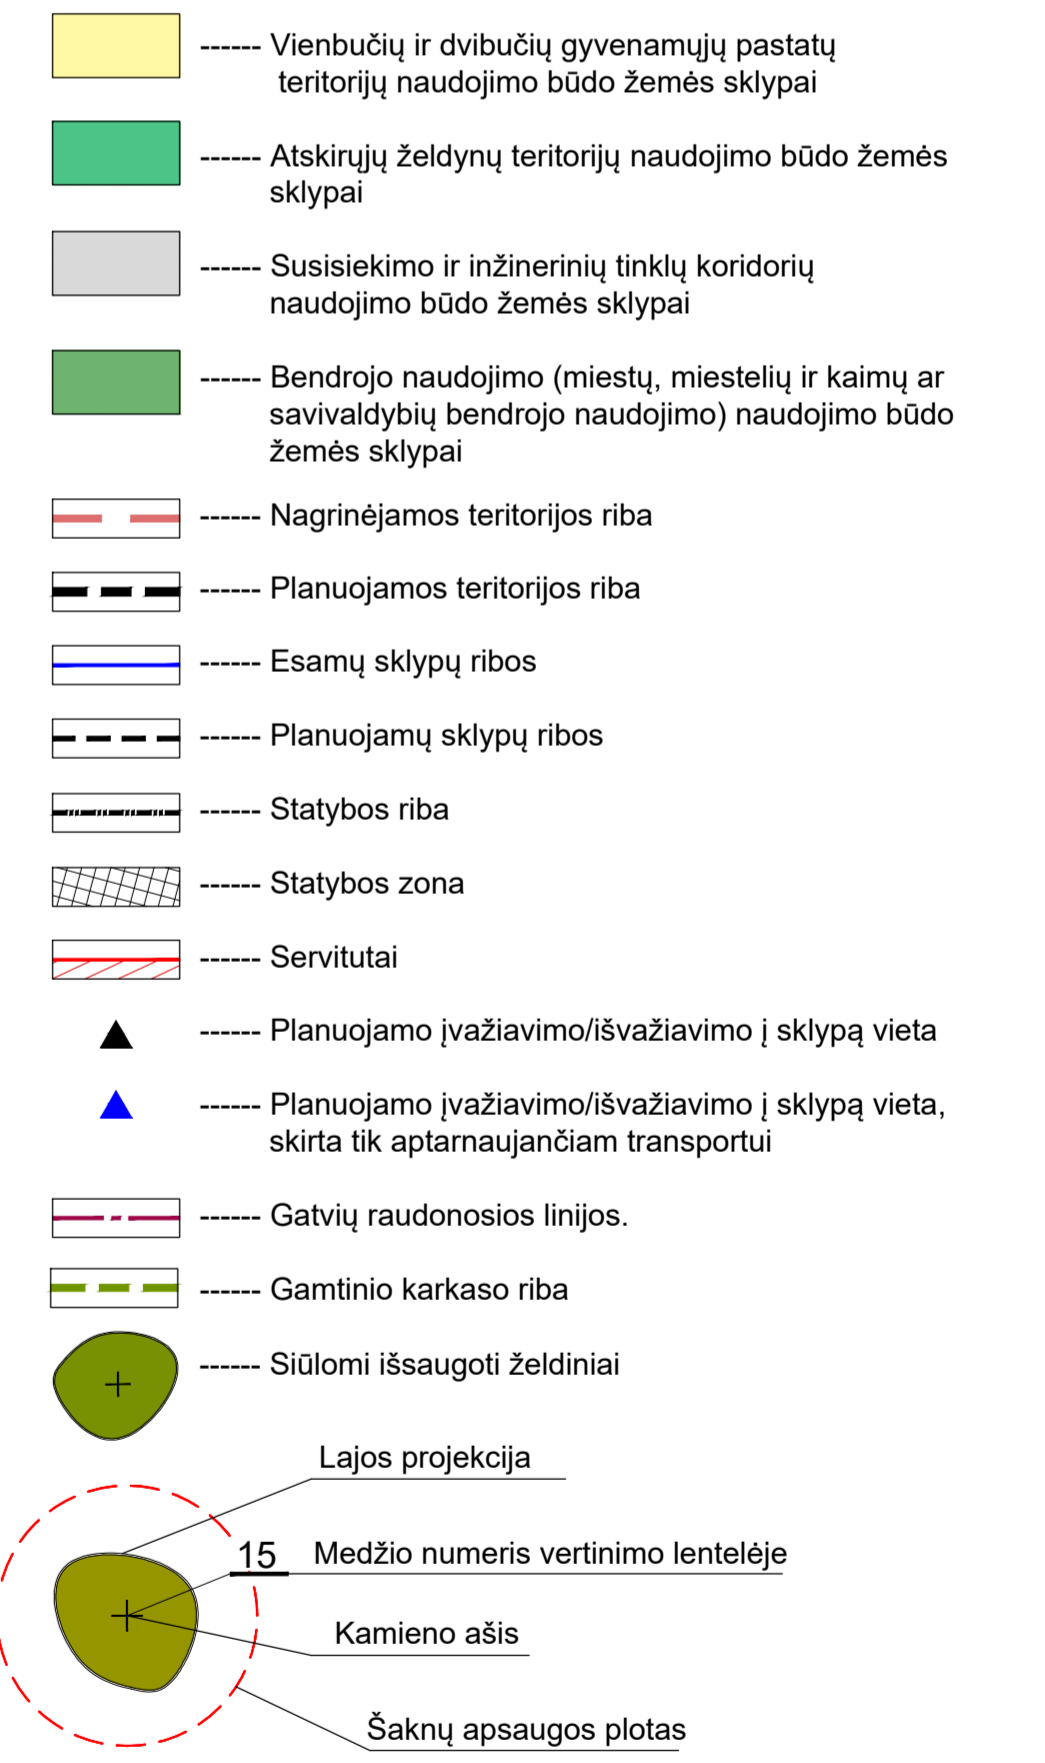 ------ Vienbučių ir dvibučių gyvenamųjų pastatų
teritorijų naudojimo būdo žemės sklypai
------ Atskirųjų želdynų teritorijų naudojimo būdo žemės
sklypai
------ Susisiekimo ir inžinerinių tinklų koridorių
naudojimo būdo žemės sklypai
------ Bendrojo naudojimo (miestų, miestelių ir kaimų ar
savivaldybių bendrojo naudojimo) naudojimo būdo
žemės sklypai
------ Nagrinėjamos teritorijos riba
------ Planuojamos teritorijos riba
------ Esamų sklypų ribos
------ Planuojamų sklypų ribos
------ Statybos riba
------ Statybos zona
------ Servitutai
------ Planuojamo įvažiavimo/išvažiavimo į sklypą vieta
------ Planuojamo įvažiavimo/išvažiavimo į sklypą vieta,
skirta tik aptarnaujančiam transportui
------ Gatvių raudonosios linijos.
------ Gamtinio karkaso riba
------ Siūlomi išsaugoti želdiniai
Lajos projekcija
15 Medžio numeris vertinimo lentelėje
Kamieno ašis
Šaknų apsaugos plotas